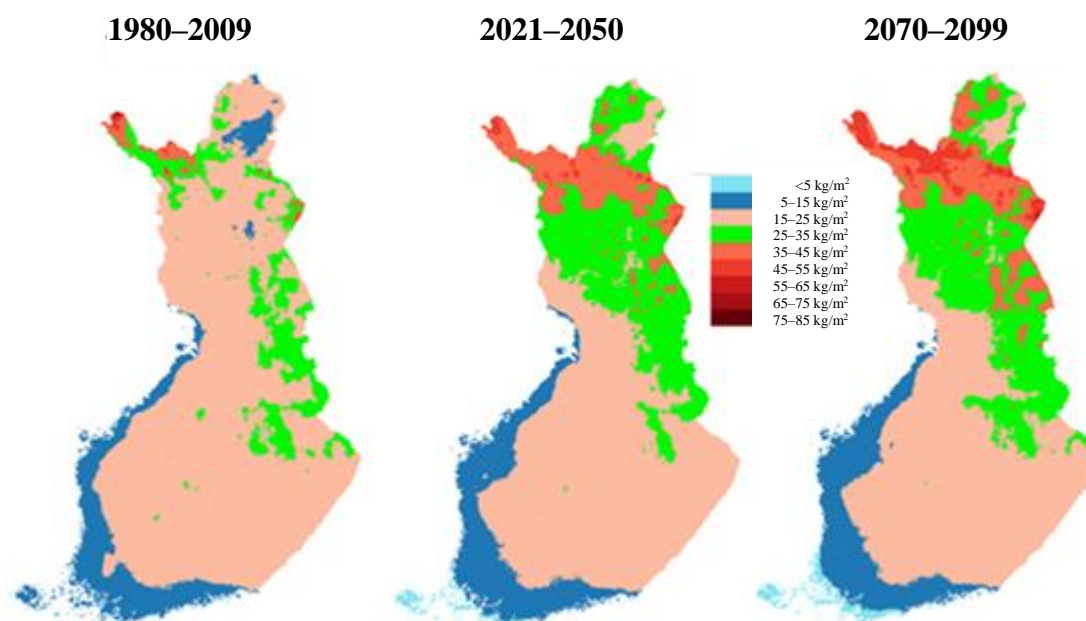 1980–2009
2021–2050
2070–2099
<5 kg/m²
5–15 kg/m²
15–25 kg/m²
25–35 kg/m²
35–45 kg/m²
45–55 kg/m²
55–65 kg/m²
65–75 kg/m²
75–85 kg/m²